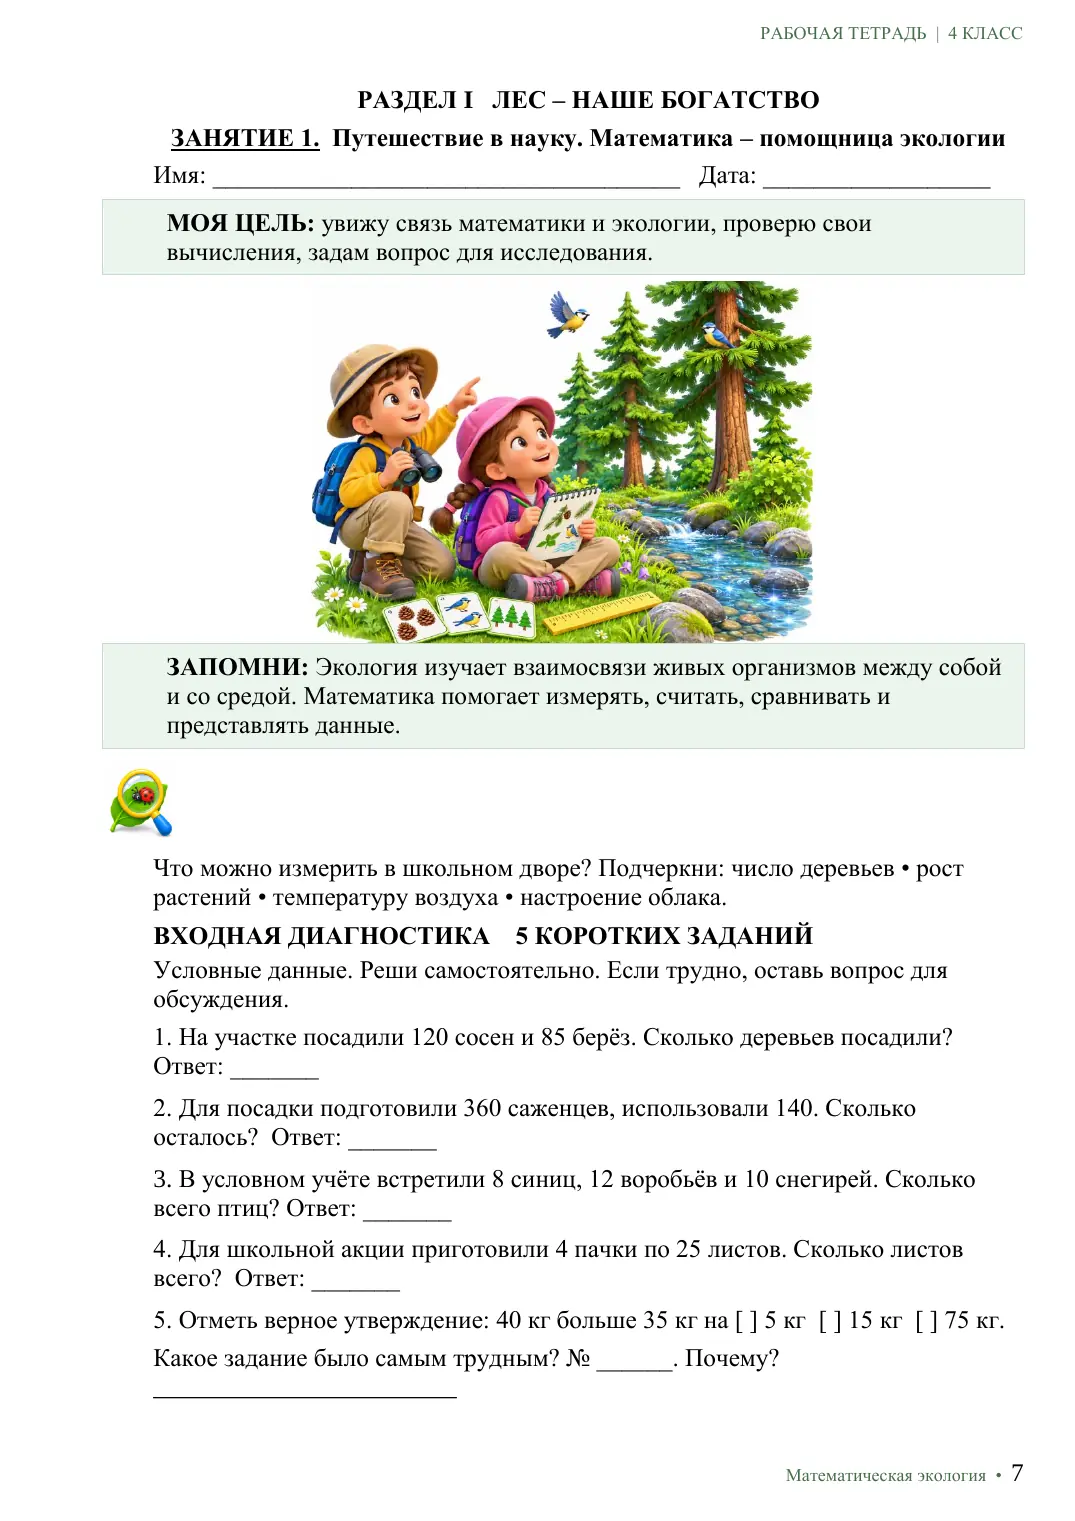 РАБОЧАЯ ТЕТРАДЬ | 4 КЛАСС
РАЗДЕЛ I ЛЕС – НАШЕ БОГАТСТВО
ЗАНЯТИЕ 1. Путешествие в науку. Математика – помощница экологии
Имя: _____________________________________ Дата: __________________
МОЯ ЦЕЛЬ: увижу связь математики и экологии, проверю свои
вычисления, задам вопрос для исследования.
ЗАПОМНИ: Экология изучает взаимосвязи живых организмов между собой
и со средой. Математика помогает измерять, считать, сравнивать и
представлять данные.
Что можно измерить в школьном дворе? Подчеркни: число деревьев • рост
растений • температуру воздуха • настроение облака.
ВХОДНАЯ ДИАГНОСТИКА 5 КОРОТКИХ ЗАДАНИЙ
Условные данные. Реши самостоятельно. Если трудно, оставь вопрос для
обсуждения.
1. На участке посадили 120 сосен и 85 берёз. Сколько деревьев посадили?
Ответ: _______
2. Для посадки подготовили 360 саженцев, использовали 140. Сколько
осталось? Ответ: _______
3. В условном учёте встретили 8 синиц, 12 воробьёв и 10 снегирей. Сколько
всего птиц? Ответ: _______
4. Для школьной акции приготовили 4 пачки по 25 листов. Сколько листов
всего? Ответ: _______
5. Отметь верное утверждение: 40 кг больше 35 кг на [ ] 5 кг [ ] 15 кг [ ] 75 кг.
Какое задание было самым трудным? № ______. Почему?
________________________
Математическая экология • 7